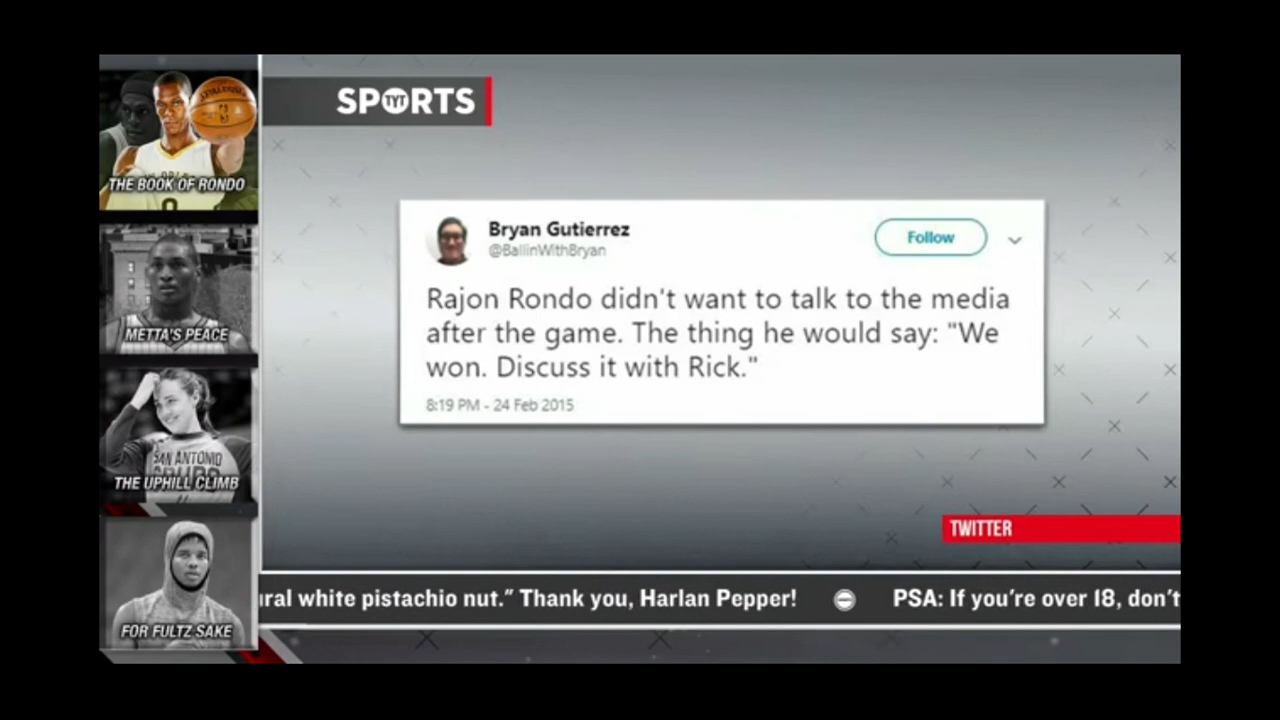 SPORTS
TYT
THE BOOK OF RONDO
METTA'S PEACE
SAN ANTONIO
SPURS
THE UPHILL CLIMB
FOR FULTZ SAKE
Bryan Gutierrez
@BallinWithBryan
Follow
Rajon Rondo didn't want to talk to the media
after the game. The thing he would say: "We
won. Discuss it with Rick."
8:19 PM - 24 Feb 2015
TWITTER
ural white pistachio nut." Thank you, Harlan Pepper! PSA: If you're over 18, don't